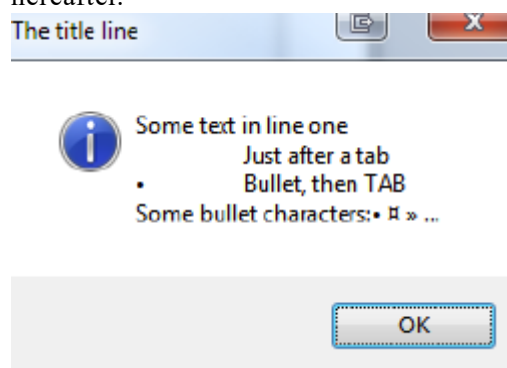 hereafter.
The title line
Some text in line one
Just after a tab
• Bullet, then TAB
Some bullet characters:• ¤ » ...
OK